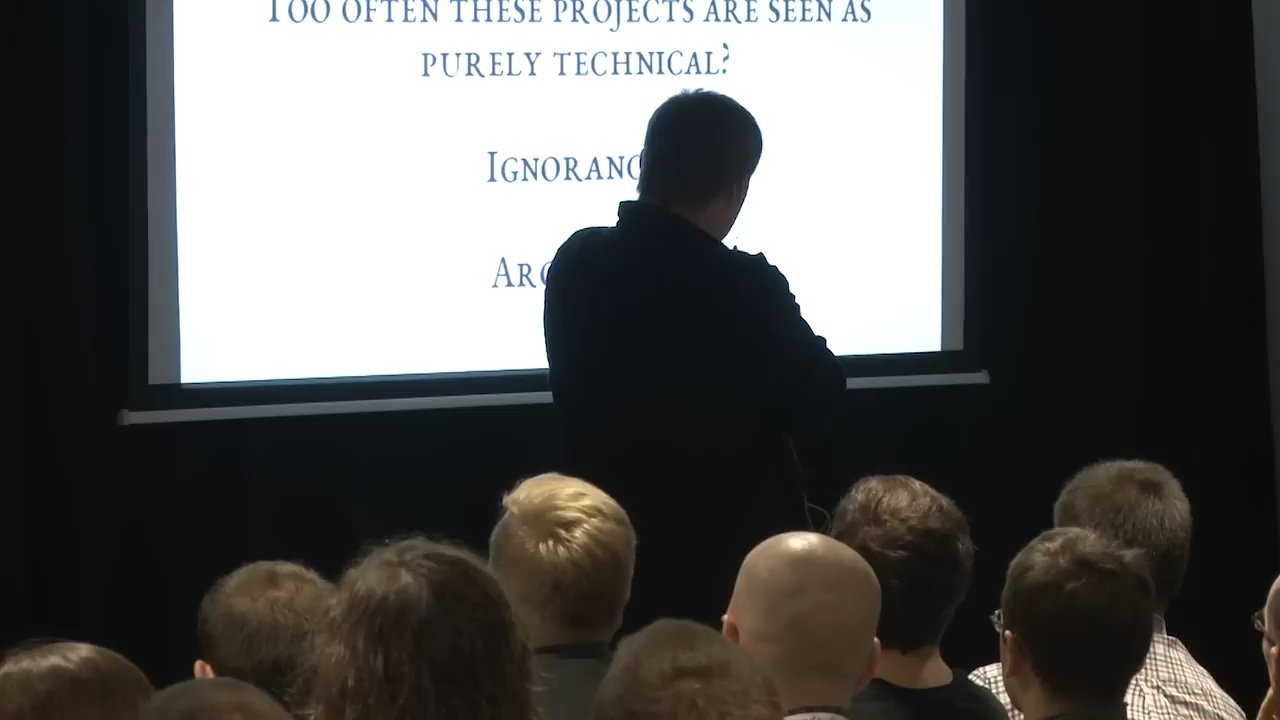 Too often these projects are seen as
purely technical?